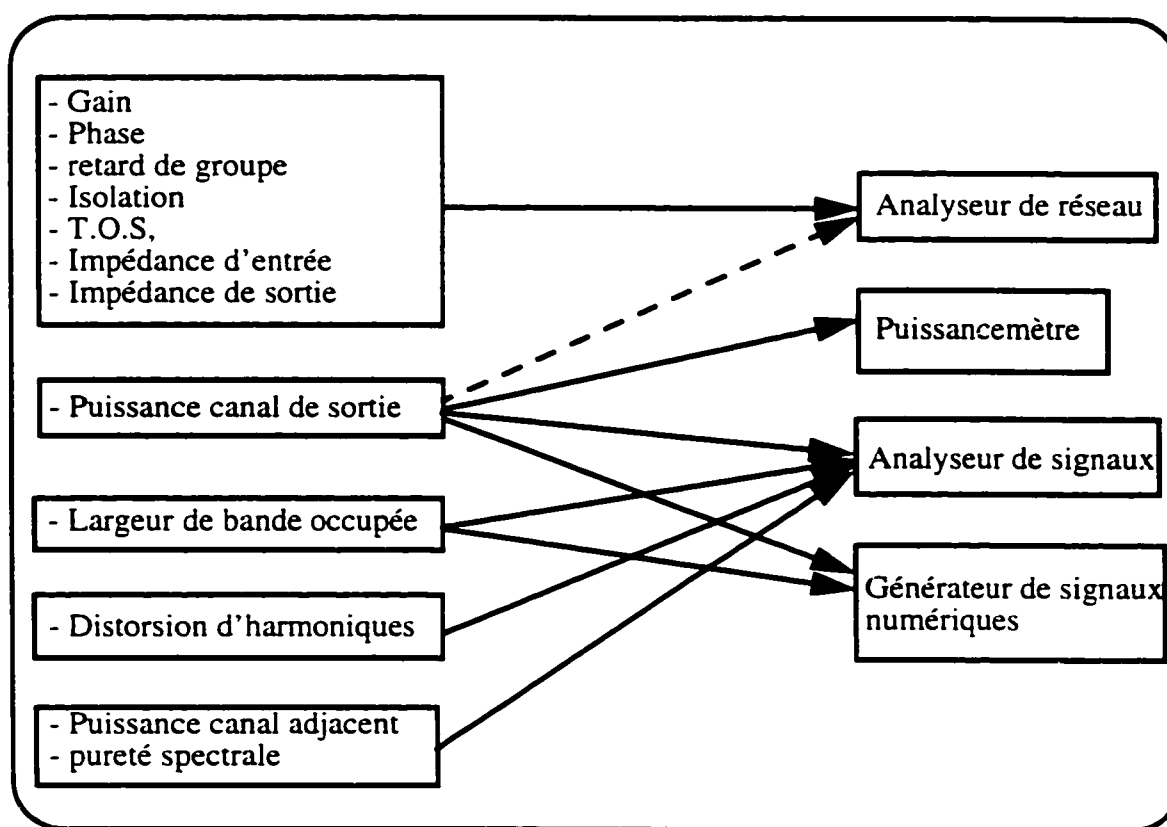 - Gain
- Phase
- retard de groupe
- Isolation
- T.O.S,
- Impédance d'entrée
- Impédance de sortie
- Puissance canal de sortie
- Largeur de bande occupée
- Distorsion d'harmoniques
- Puissance canal adjacent
- pureté spectrale
Analyseur de réseau
Puissancemètre
Analyseur de signaux
Générateur de signaux
numériques